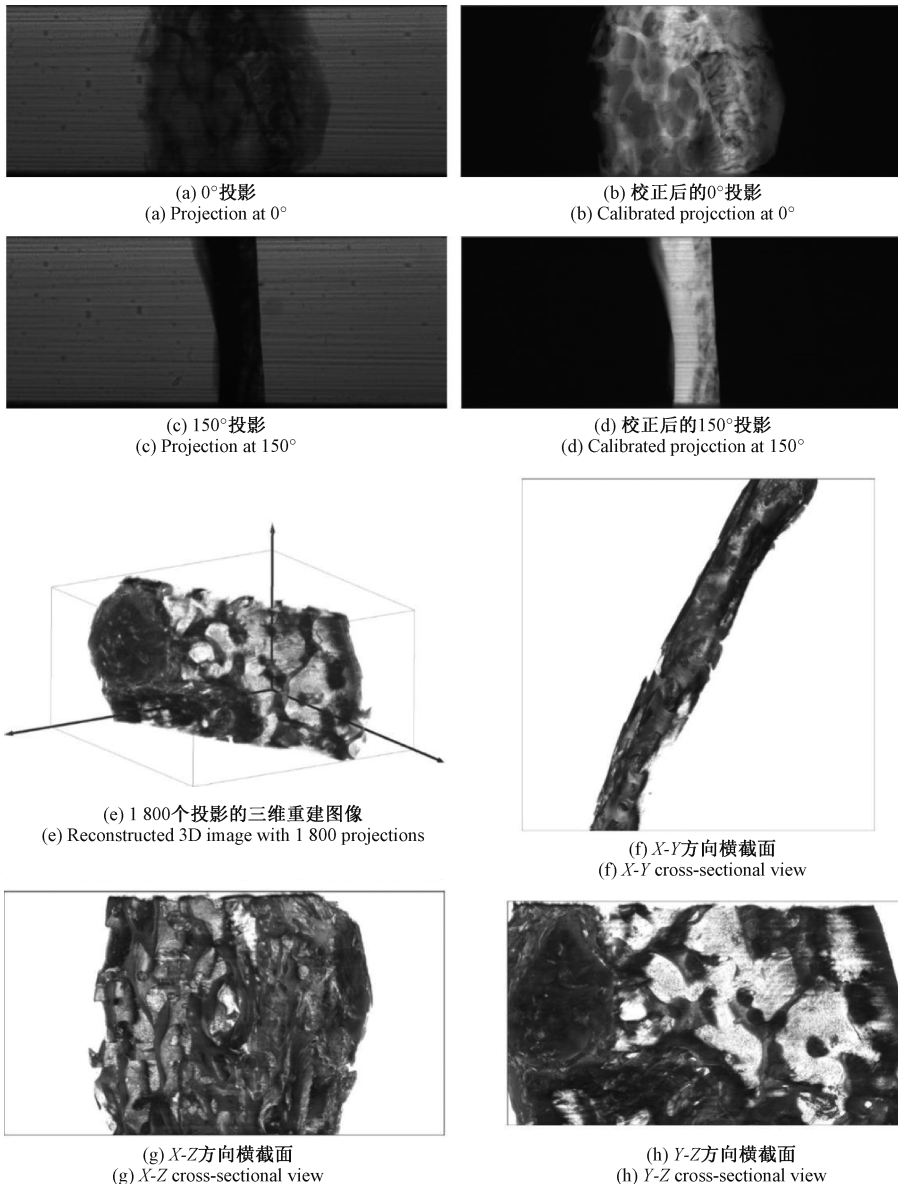 (a) 0°投影
(a) Projection at 0°
(b) 校正后的0°投影
(b) Calibrated projcction at 0°
(c) 150°投影
(c) Projection at 150°
(d) 校正后的150°投影
(d) Calibrated projcction at 150°
(e) 1 800个投影的三维重建图像
(e) Reconstructed 3D image with 1 800 projections
(f) X-Y方向横截面
(f) X-Y cross-sectional view
(g) X-Z方向横截面
(g) X-Z cross-sectional view
(h) Y-Z方向横截面
(h) Y-Z cross-sectional view